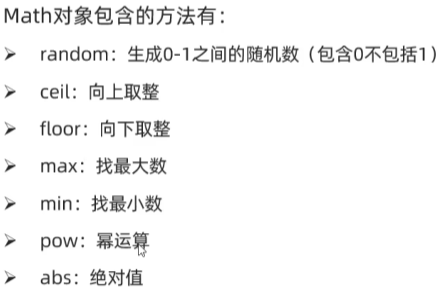 Math对象包含的方法有：
➢ random：生成0-1之间的随机数（包含0不包括1）
➢ ceil：向上取整
➢ floor：向下取整
➢ max：找最大数
➢ min：找最小数
➢ pow：幂运算
➢ abs：绝对值